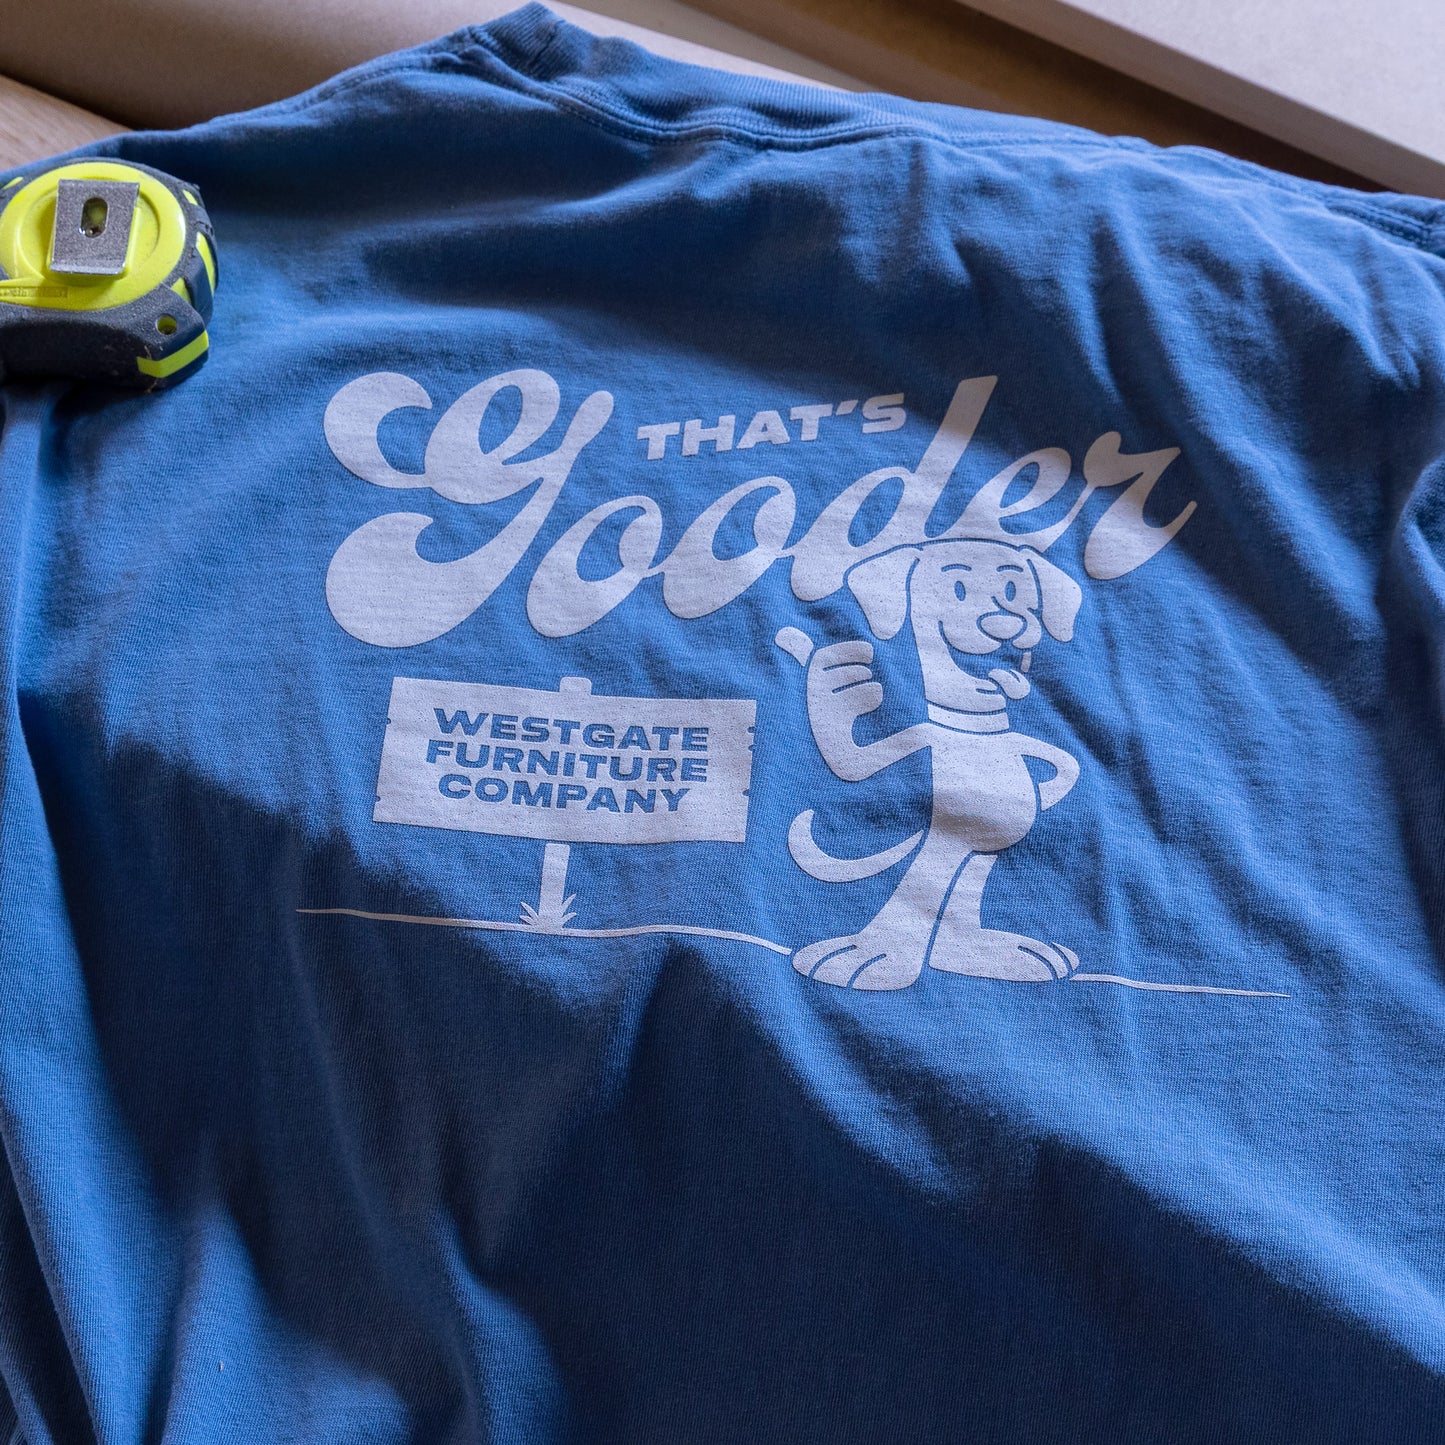 THAT'S
Gooder
WESTGATE
FURNITURE
COMPANY